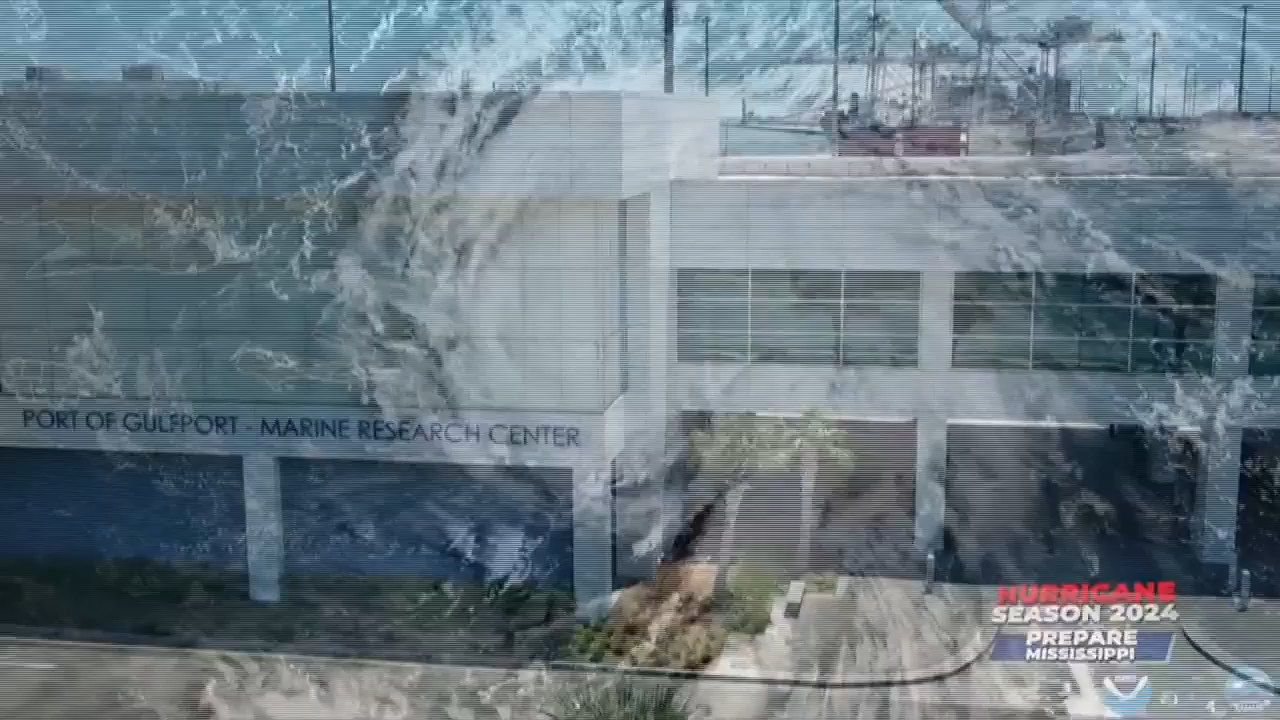 PORT OF GULFPORT - MARINE RESEARCH CENTER
HURRICANE
SEASON 2024
PREPARE
MISSISSIPPI